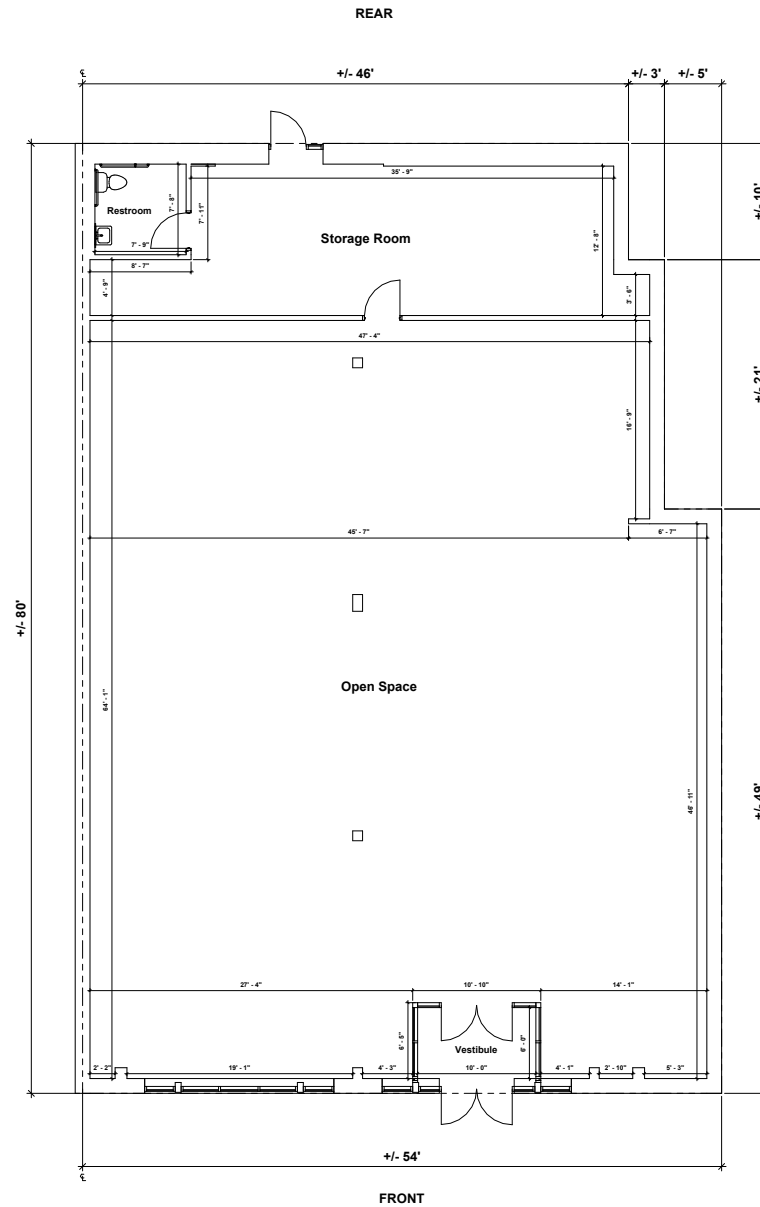 REAR
℄
+/- 46'
+/- 3'
+/- 5'
35' - 9"
Restroom
7' - 8"
7' - 11"
+/- 10'
Storage Room
7' - 9"
12' - 8"
8' - 7"
4' - 9"
3' - 6"
47' - 4"
+/- 21'
16' - 9"
45' - 7"
6' - 7"
+/- 80'
Open Space
64' - 1"
46' - 11"
+/- 49'
27' - 4"
10' - 10"
14' - 1"
6' - 5"
6' - 0"
Vestibule
2' - 2"
19' - 1"
4' - 3"
10' - 0"
4' - 1"
2' - 10"
5' - 3"
+/- 54'
℄
FRONT